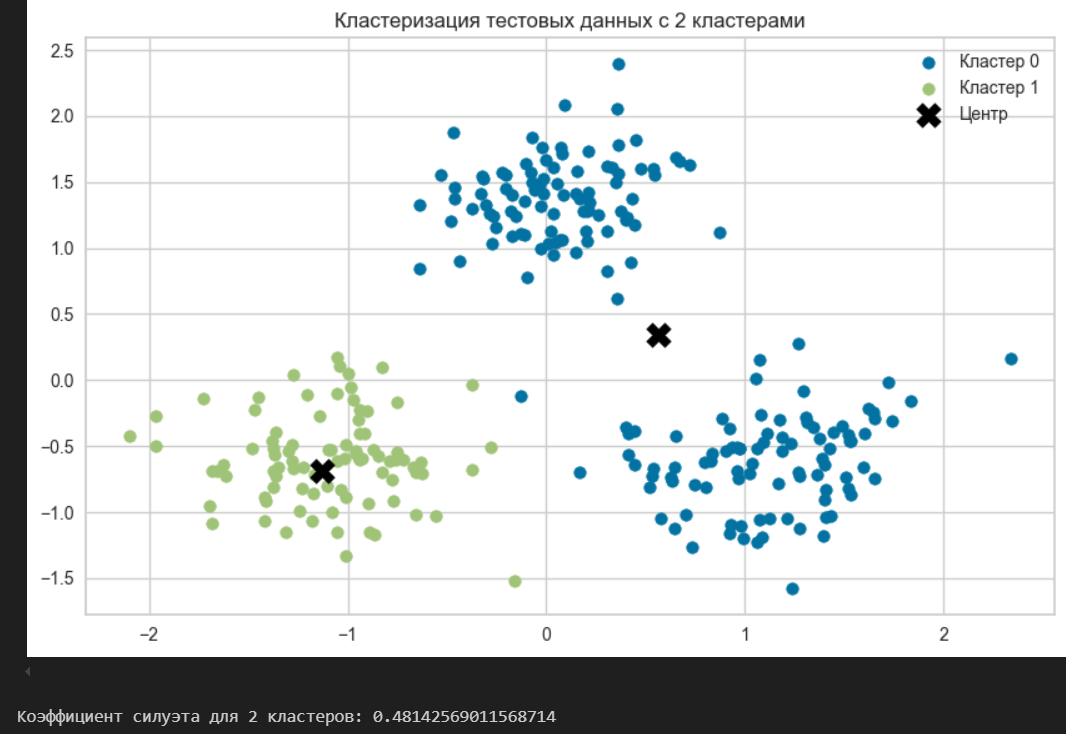 Кластеризация тестовых данных с 2 кластерами
2.5
Кластер 0
Кластер 1
Центр
2.0
1.5
1.0
0.5
0.0
−0.5
−1.0
−1.5
−2 −1 0 1 2
Коэффициент силуэта для 2 кластеров: 0.48142569011568714